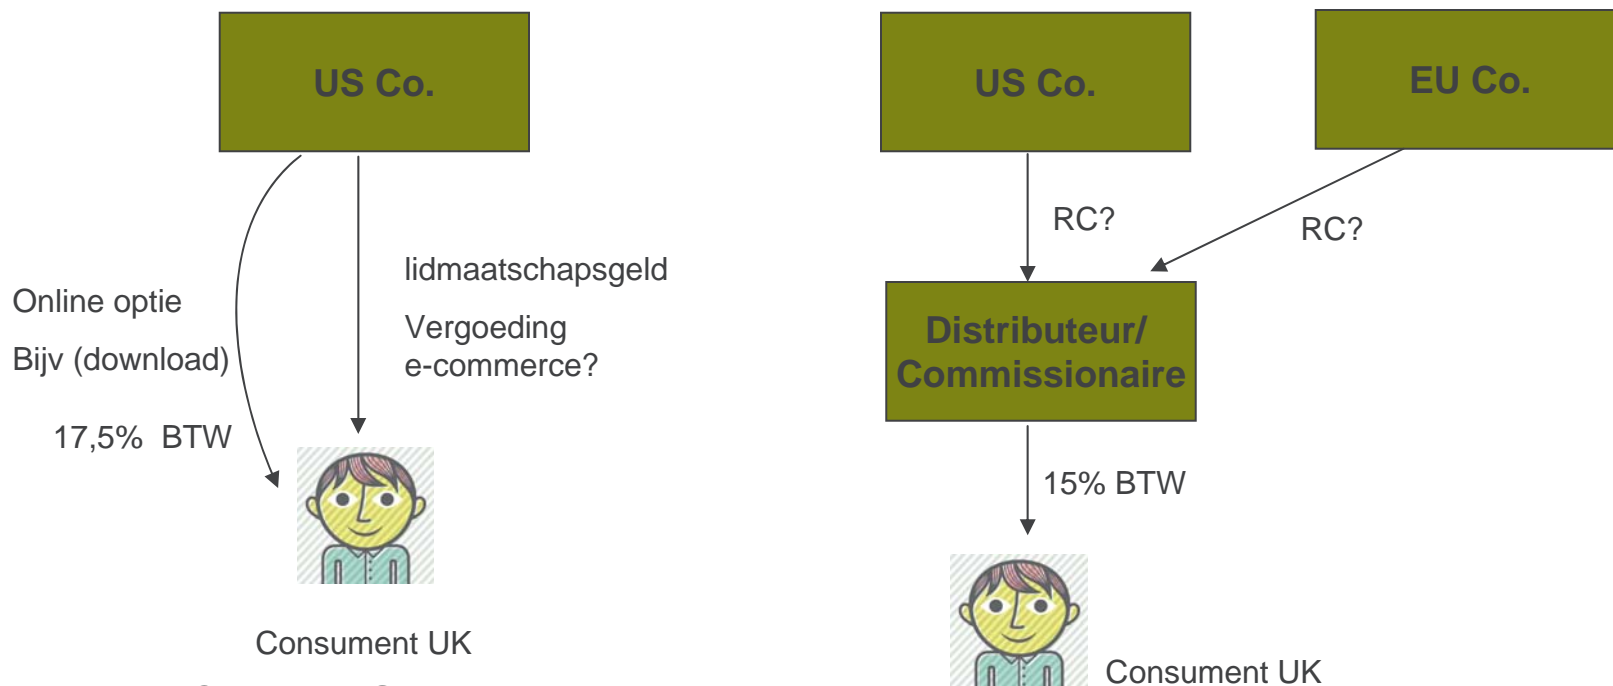 US Co.
US Co.
EU Co.
RC?
RC?
lidmaatschapsgeld
Online optie
Vergoeding
e-commerce?
Bijv (download)
Distributeur/
Commissionaire
17,5% BTW
15% BTW
Consument UK
Consument UK